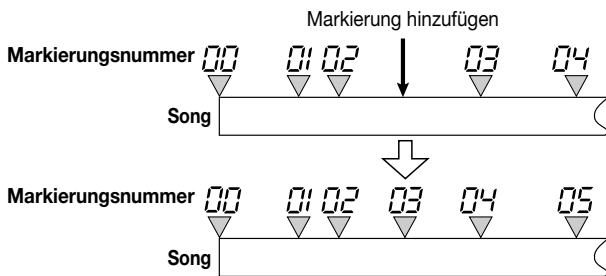 Markierung hinzufügen
Markierungsnummer 00 01 02 03 04
Song
Markierungsnummer 00 01 02 03 04 05
Song